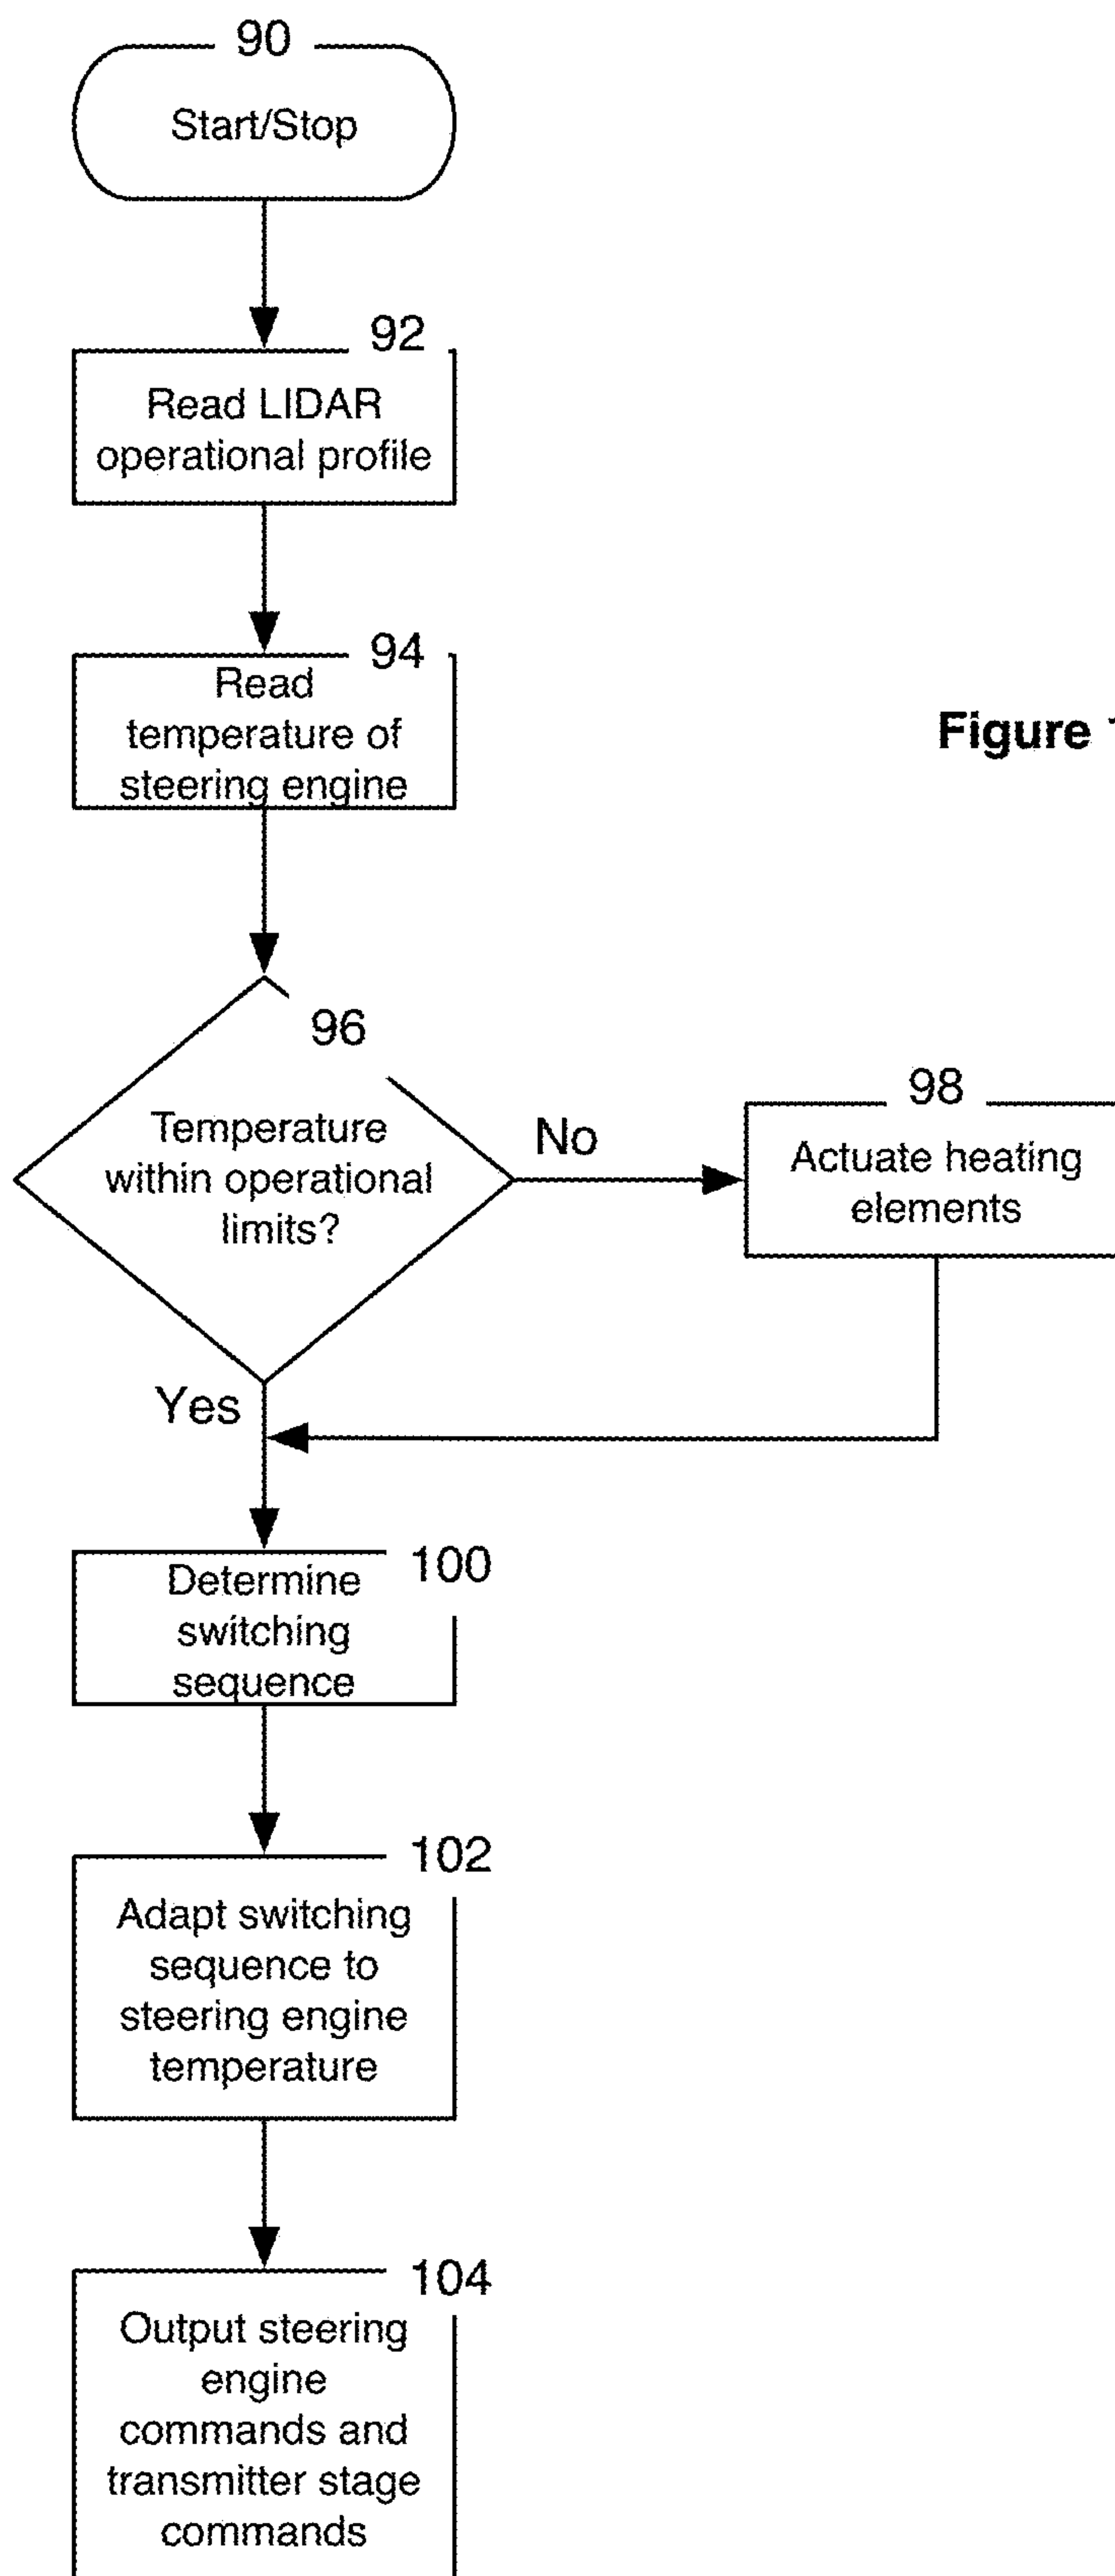 90
Start/Stop
92
Read LIDAR
operational profile
94
Read
temperature of
steering engine
Figure
96
Temperature
within operational
limits?
No
98
Actuate heating
elements
Yes
100
Determine
switching
sequence
102
Adapt switching
sequence to
steering engine
temperature
104
Output steering
engine
commands and
transmitter stage
commands